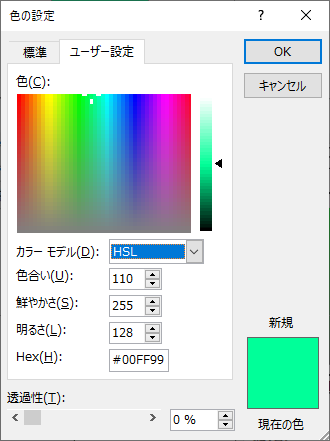 色の設定
? ×
標準 ユーザー設定
OK
キャンセル
色(C):
カラー モデル(D): HSL
色合い(U): 110
鮮やかさ(S): 255
明るさ(L): 128
Hex(H): #00FF99
新規
透過性(T):
0 %
現在の色